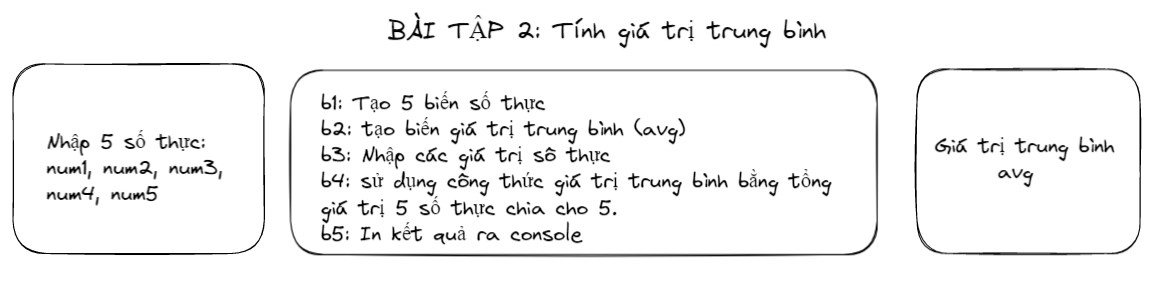 BÀI TẬP 2: Tính giá trị trung bình
Nhập 5 số thực:
num1, num2, num3,
num4, num5
b1: Tạo 5 biến số thực
b2: tạo biến giá trị trung bình (avg)
b3: Nhập các giá trị sô thực
b4: sử dụng công thức giá trị trung bình bằng tổng
giá trị 5 số thực chia cho 5.
b5: In kết quả ra console
Giá trị trung bình
avg